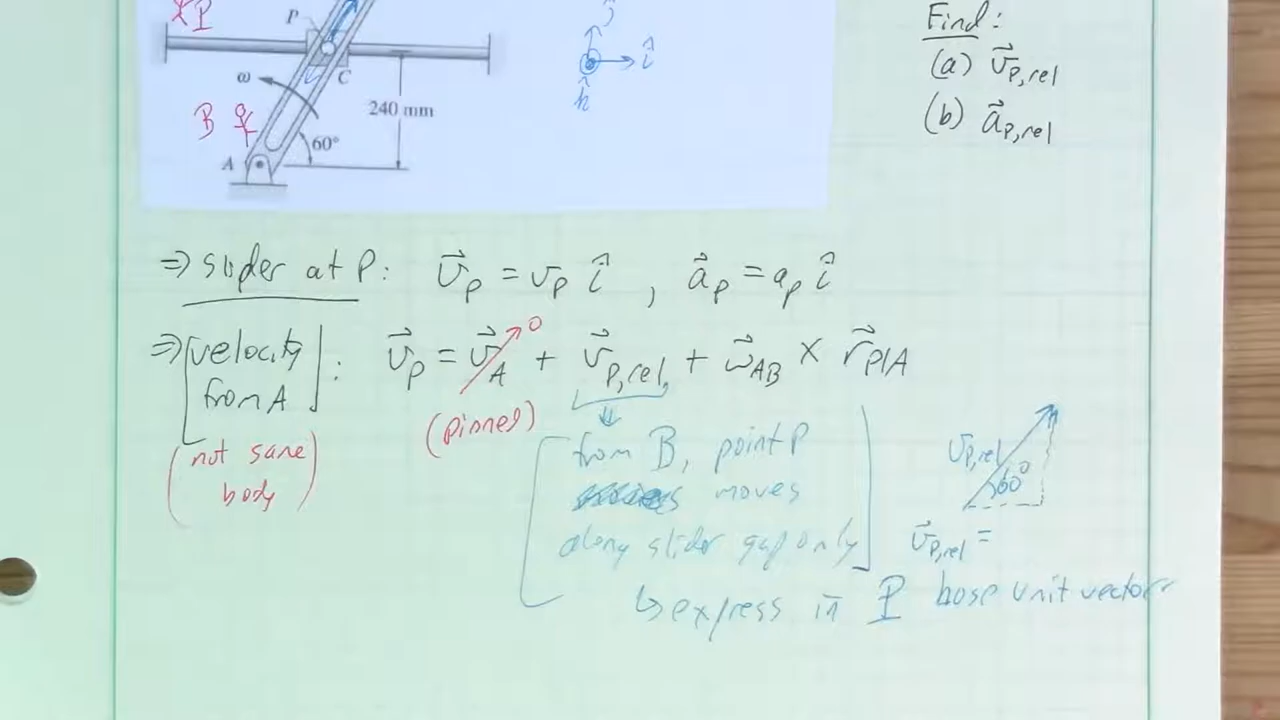 P
I
ω
C
B
240 mm
60°
A
ĵ
î
k̂
Find:
(a) v⃗P,rel
(b) a⃗P,rel
⇒ slider at P: v⃗P = vP î , a⃗P = aP î
⇒ [velocity from A]: v⃗P = v⃗A→0 + v⃗P,rel + ω⃗AB × r⃗P/A
(not same body)
(pinned)
⇓
from B, point P
moves
along slider gap only
vP,rel
60°
v⃗P,rel =
↳ express in I base unit vectors